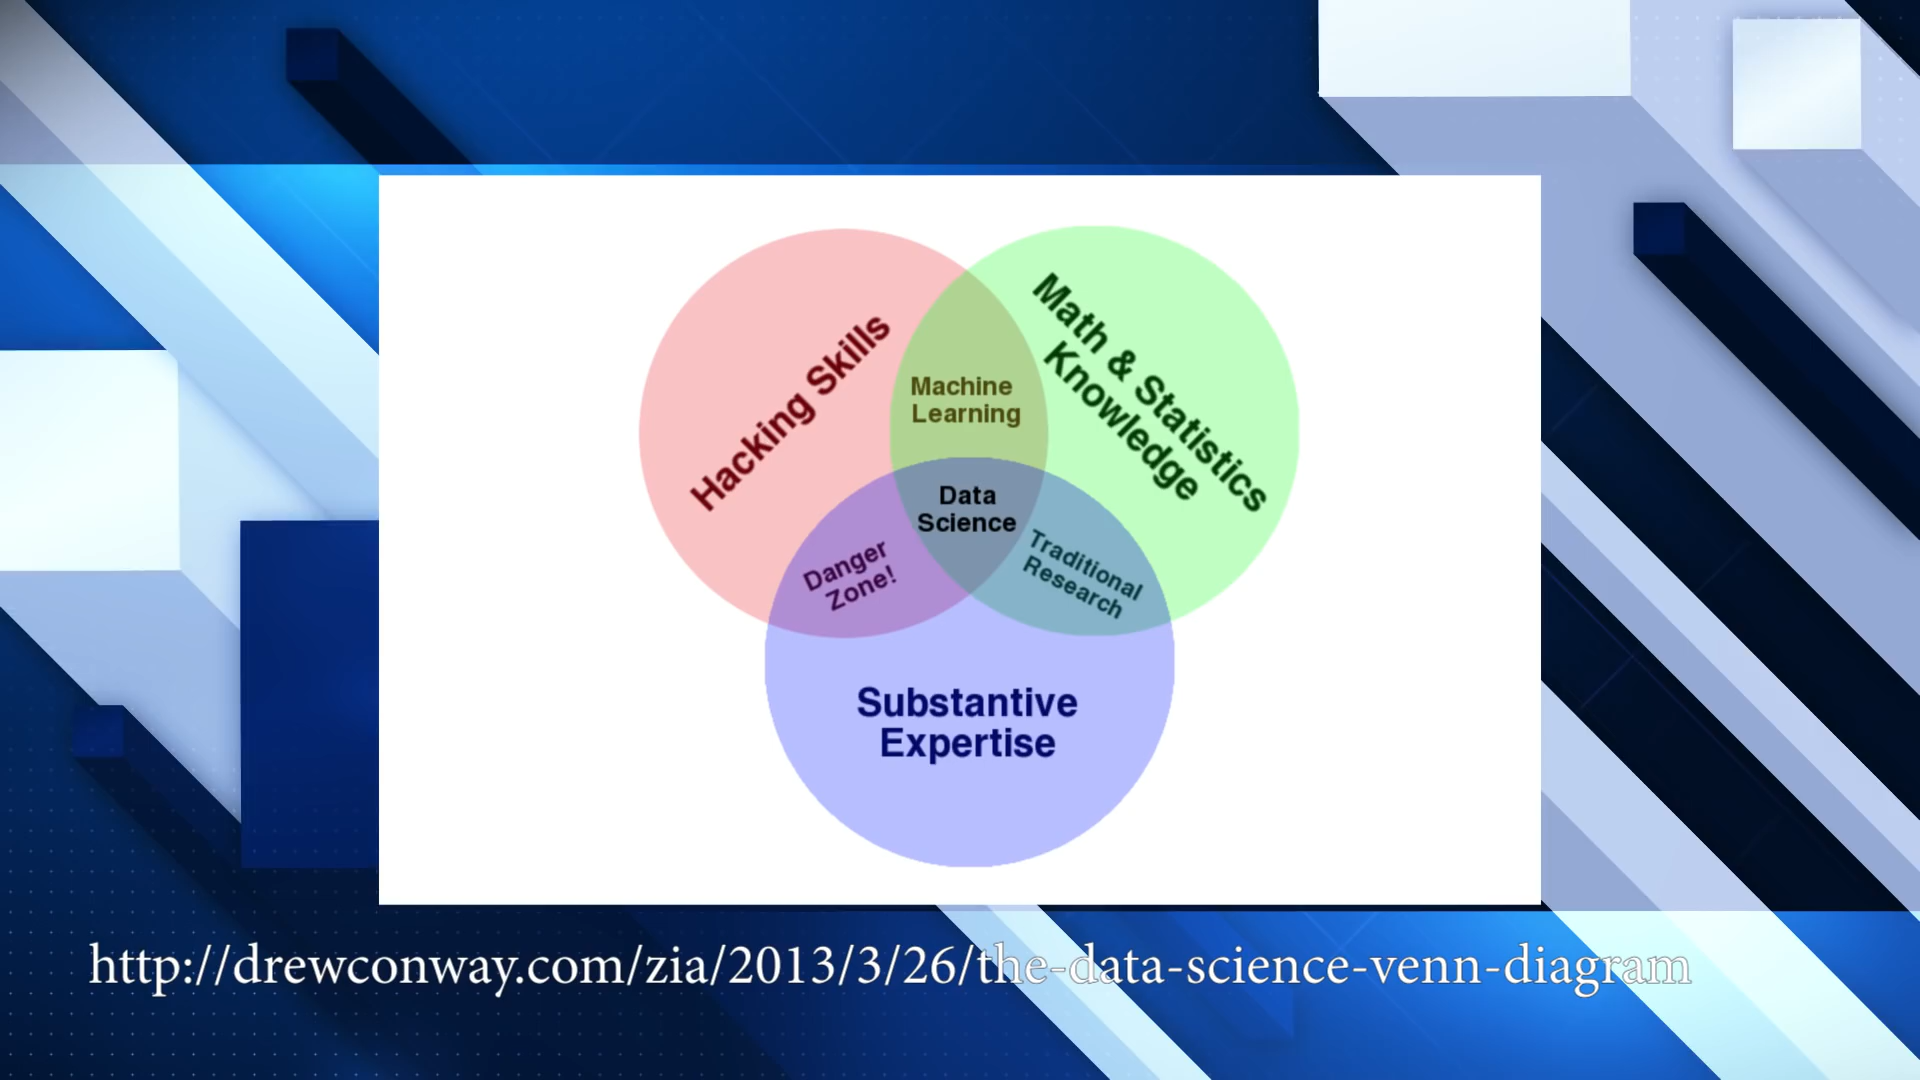 Hacking Skills
Math & Statistics
Knowledge
Machine
Learning
Data
Science
Danger
Zone!
Traditional
Research
Substantive
Expertise
http://drewconway.com/zia/2013/3/26/the-data-science-venn-diagram